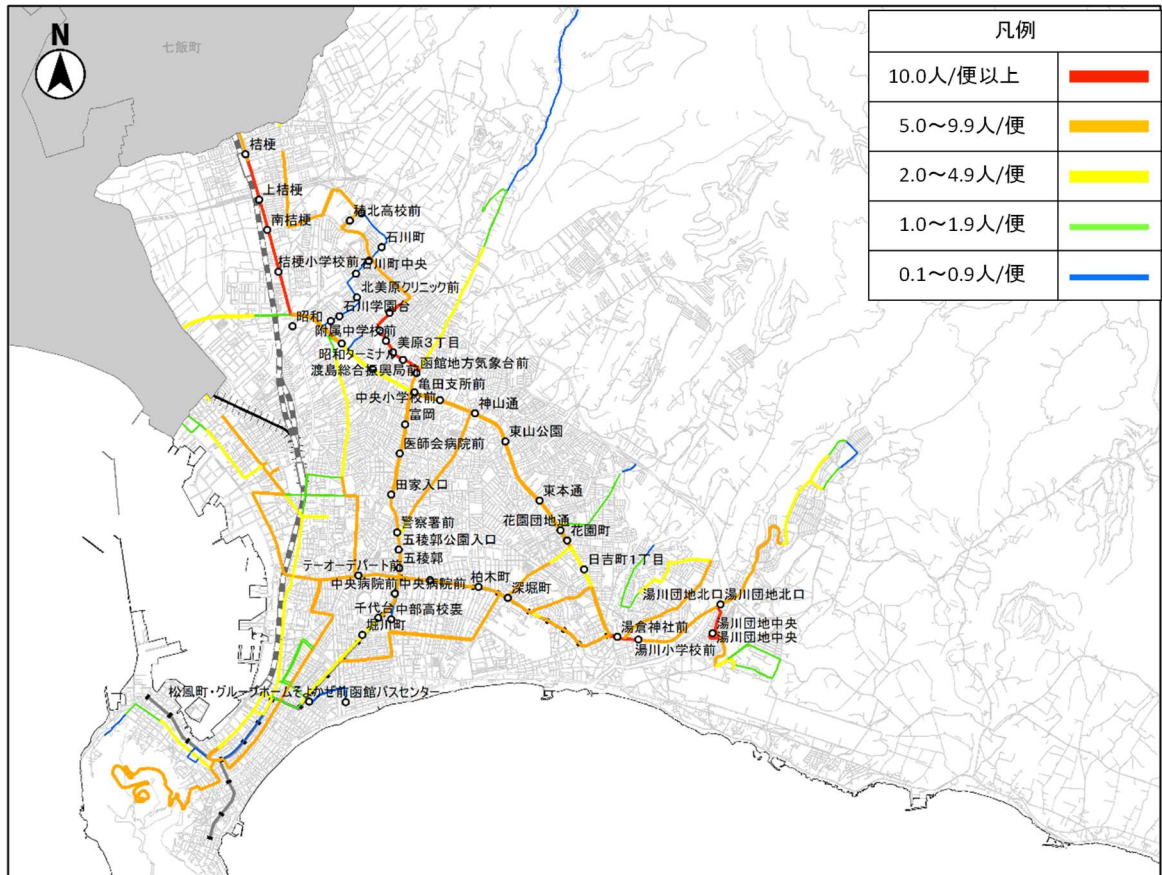 N
七飯町
凡例
10.0人/便以上
5.0～9.9人/便
2.0～4.9人/便
1.0～1.9人/便
0.1～0.9人/便
桔梗
上桔梗
南桔梗
稜北高校前
石川町
桔梗小学校前
石川町中央
北美原クリニック前
石川学園台
昭和
附属中学校前
美原3丁目
昭和ターミナル
函館地方気象台前
渡島総合振興局前
亀田支所前
中央小学校前
神山通
富岡
東山公園
医師会病院前
田家入口
東本通
警察署前
花園団地通
花園町
五稜郭公園入口
五稜郭
日吉町1丁目
テーオーデパート前
柏木町
中央病院前
中央病院前
深堀町
湯川団地北口
湯川団地北口
千代台
中部高校裏
堀川町
湯倉神社前
湯川団地中央
湯川団地中央
湯川小学校前
松風町・グループホームそよかぜ前
函館バスセンター